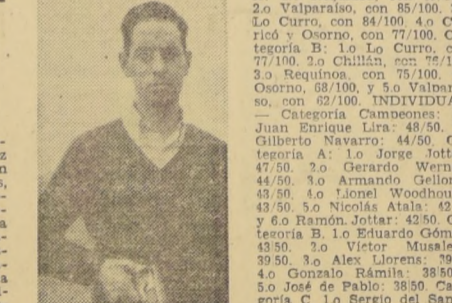 2.o Valparaíso, con 85/100.
Lo Curro, con 84/100, 4.o C
ricó y Osorno, con 77/100. C
tegoría B: 1.o Lo Curro, c
77/100. 2.o Chillán, con 76/1
3.o Requinoa, con 75/100.
Osorno, 68/100, y 5.o Valpar
so, con 62/100. INDIVIDUA
— Categoría Campeones:
Juan Enrique Lira: 48/50.
Gilberto Navarro: 44/50. C
tegoría A: 1.o Jorge Jott
47/50. 2.o Gerardo Wern
44/50. 3.o Armando Gellon
43/50. 4.o Lionel Woodhou
43/50. 5.o Nicolás Atala: 42
y 6.o Ramón. Jottar: 42|50. C
tegoría B. 1.o Eduardo Góm
43|50. 2.o Víctor Musale
39|50. 3.o Alex Llorens: 39
4.o Gonzalo Rámila: 38|50
5.o José de Pablo: 38|50. Ca
goría C 1.o Sergio del San